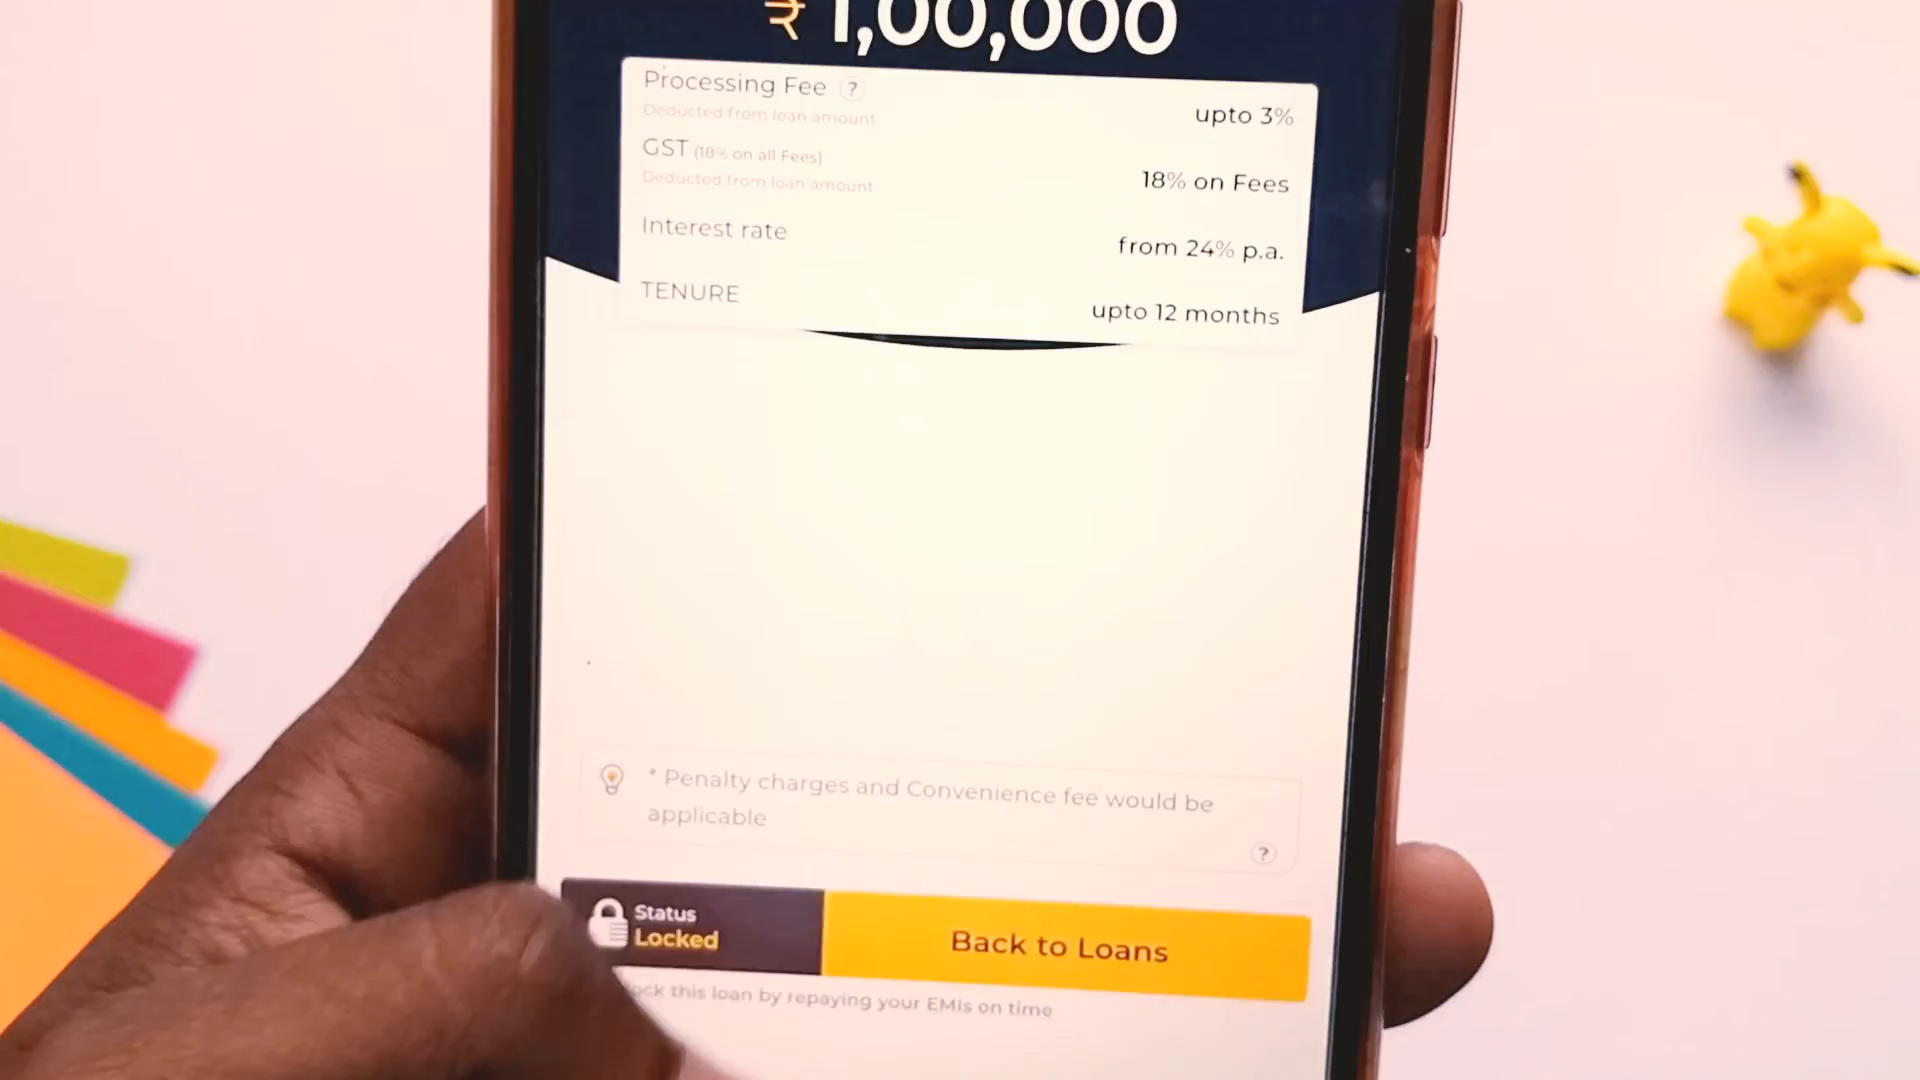 ₹ 1,00,000
Processing Fee ?
Deducted from loan amount
upto 3%
GST (18% on all Fees)
Deducted from loan amount
18% on Fees
Interest rate
from 24% p.a.
TENURE
upto 12 months
* Penalty charges and Convenience fee would be
applicable
?
Status
Locked
Back to Loans
this loan by repaying your EMIs on time